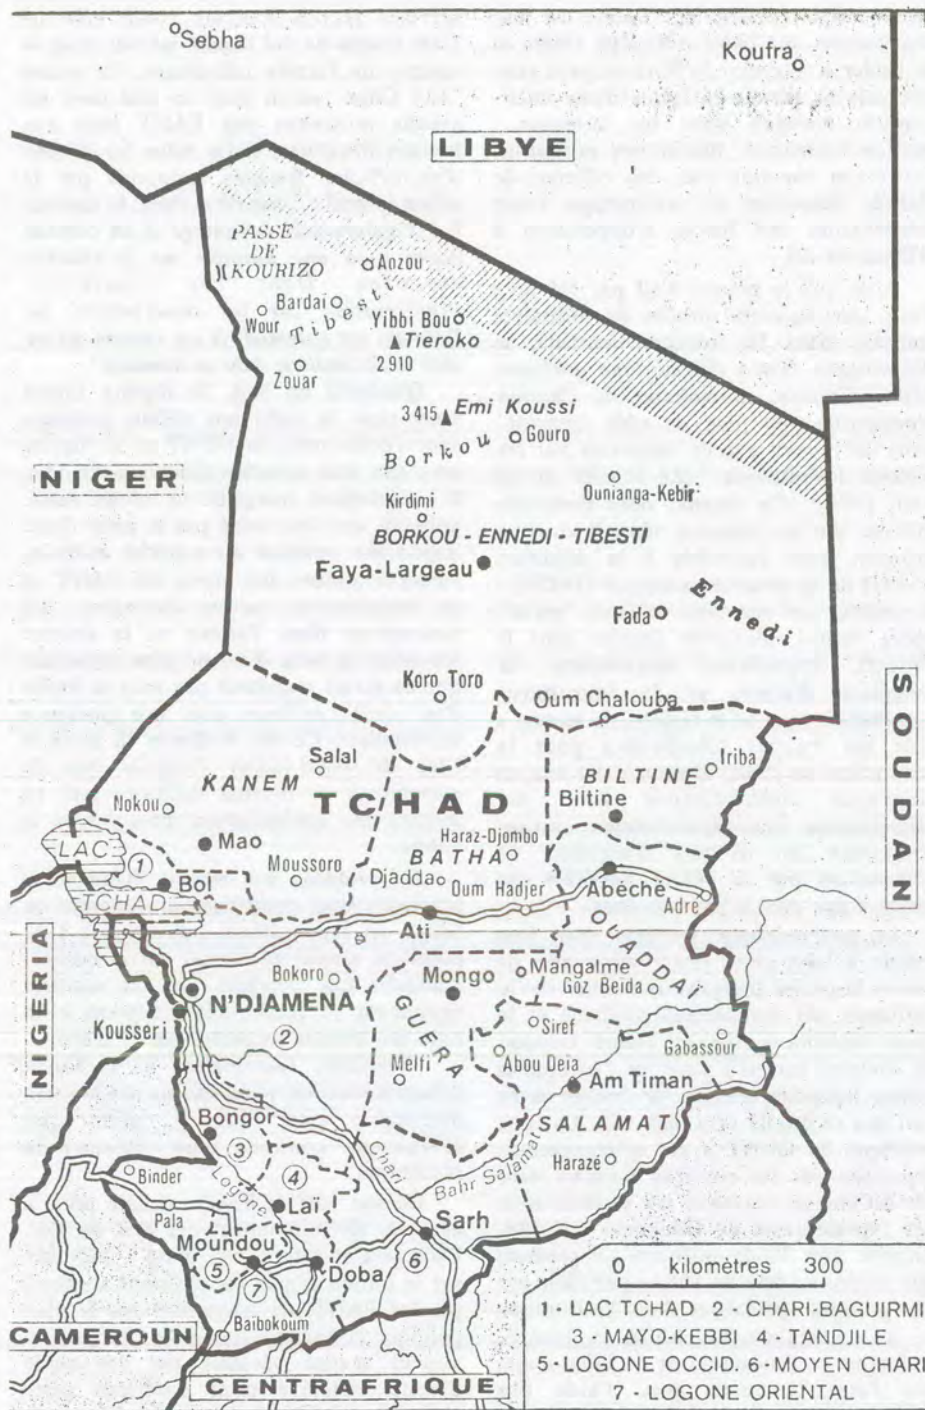 Sebha
Koufra
LIBYE
PASSE
DE
KOURIZO
Aozou
Bardai
Wour
Tibesti
Yibbi Bou
Tieroko
2 910
Zouar
3 415
Emi Koussi
Borkou
Gouro
NIGER
Ounianga-Kebir
Kirdimi
BORKOU - ENNEDI - TIBESTI
Faya-Largeau
Fada
Ennedi
SOUDAN
Koro Toro
Oum Chalouba
Salal
KANEM
TCHAD
BILTINE
Iriba
Nokou
Biltine
Haraz-Djombo
LAC
TCHAD
1
Mao
Moussoro
BATHA
Djadda
Oum Hadjer
Abéché
Bol
Adré
Ati
OUADDAI
NIGERIA
Bokoro
Mongo
Mangalme
Goz Beïda
N'DJAMENA
Kousseri
GUERA
Siref
Gabassour
2
Melfi
Abou Deïa
Am Timan
Bongor
SALAMAT
3
Chari
Binder
4
Logone
Bahr Salamat
Harazé
Pala
Laï
Sarh
Moundou
5
Doba
6
7
0 kilomètres 300
Baïbokoum
CAMEROUN
CENTRAFRIQUE
1 - LAC TCHAD 2 - CHARI-BAGUIRMI
3 - MAYO-KEBBI 4 - TANDJILE
5 - LOGONE OCCID. 6 - MOYEN CHARI
7 - LOGONE ORIENTAL